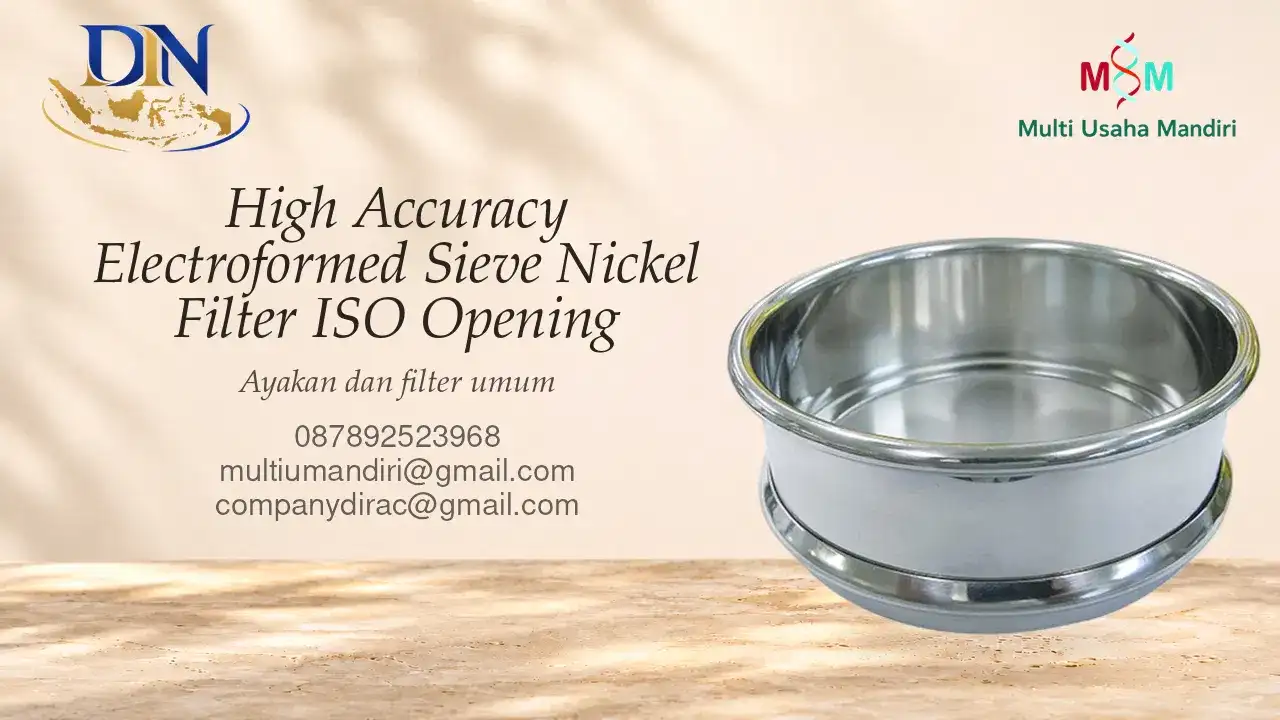 DIN
MSM
Multi Usaha Mandiri
High Accuracy
Electroformed Sieve Nickel
Filter ISO Opening
Ayakan dan filter umum
087892523968
multiumandiri@gmail.com
companydirac@gmail.com